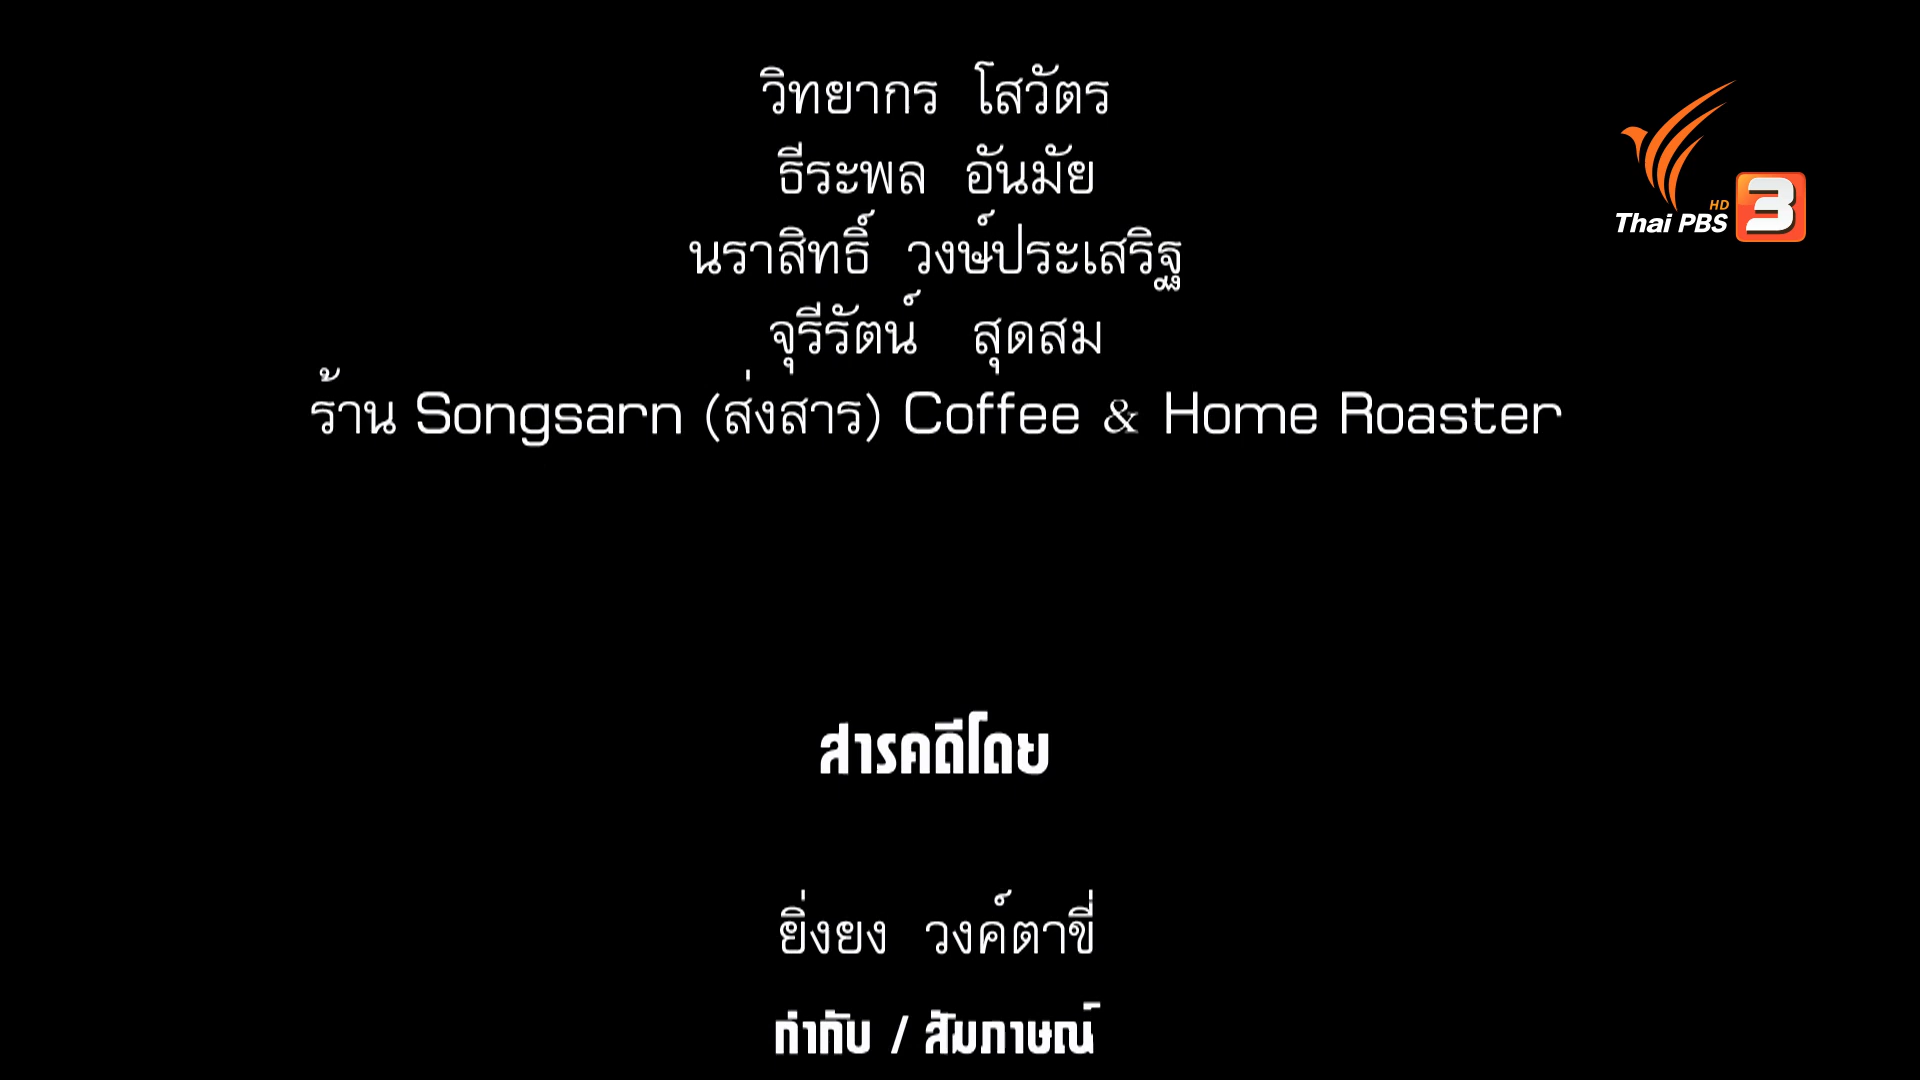 วิทยากร โสวัตร
ธีระพล อันมัย
นราสิทธิ์ วงษ์ประเสริฐ
จุรีรัตน์ สุดสม
ร้าน Songsarn (ส่งสาร) Coffee & Home Roaster
สารคดีโดย
ยิ่งยง วงค์ตาขี่
กำกับ / สัมภาษณ์
HD
Thai PBS 3